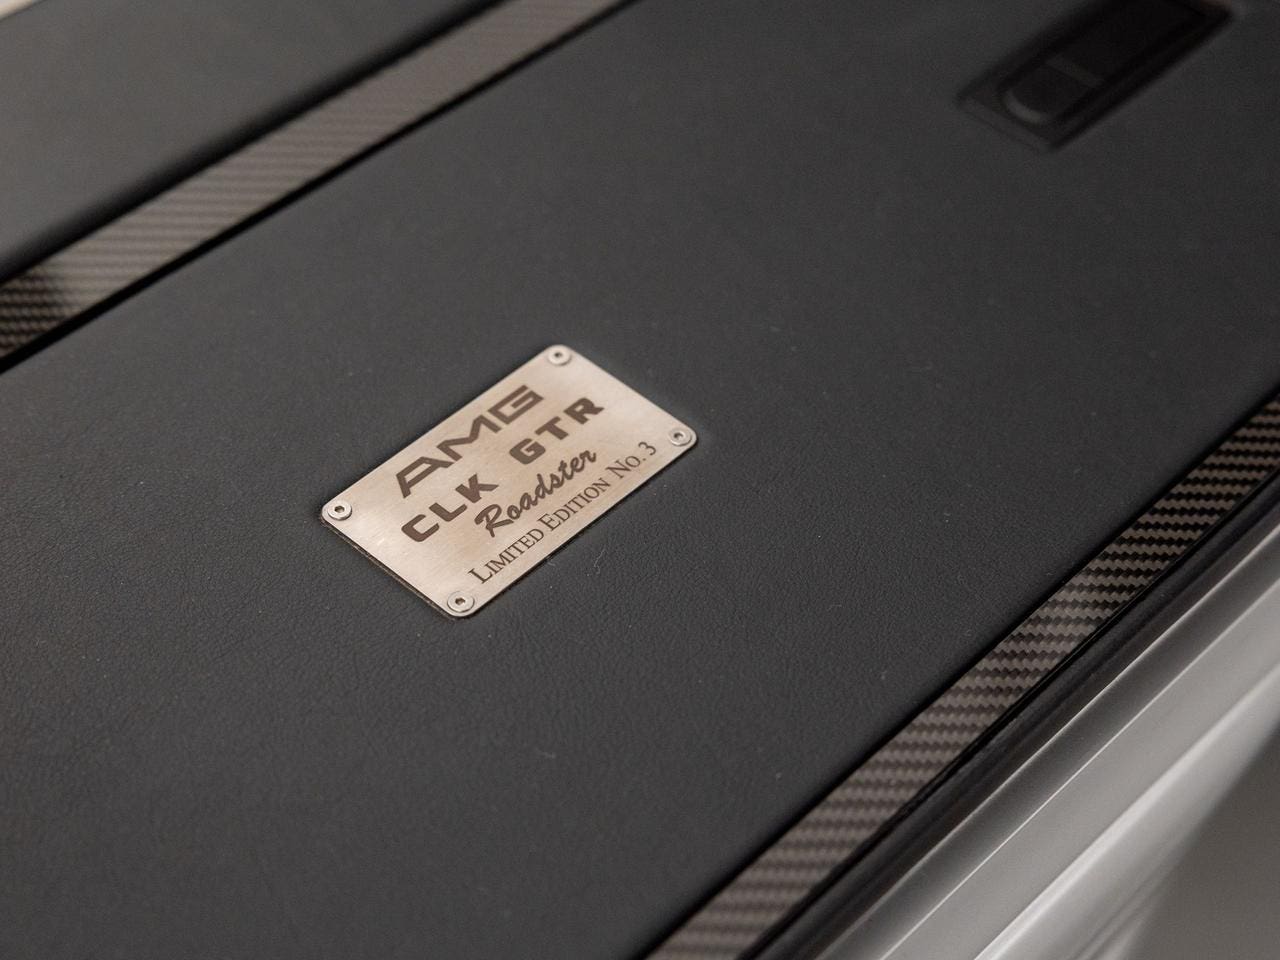 AMG
CLK GTR
Roadster
LIMITED EDITION NO. 3